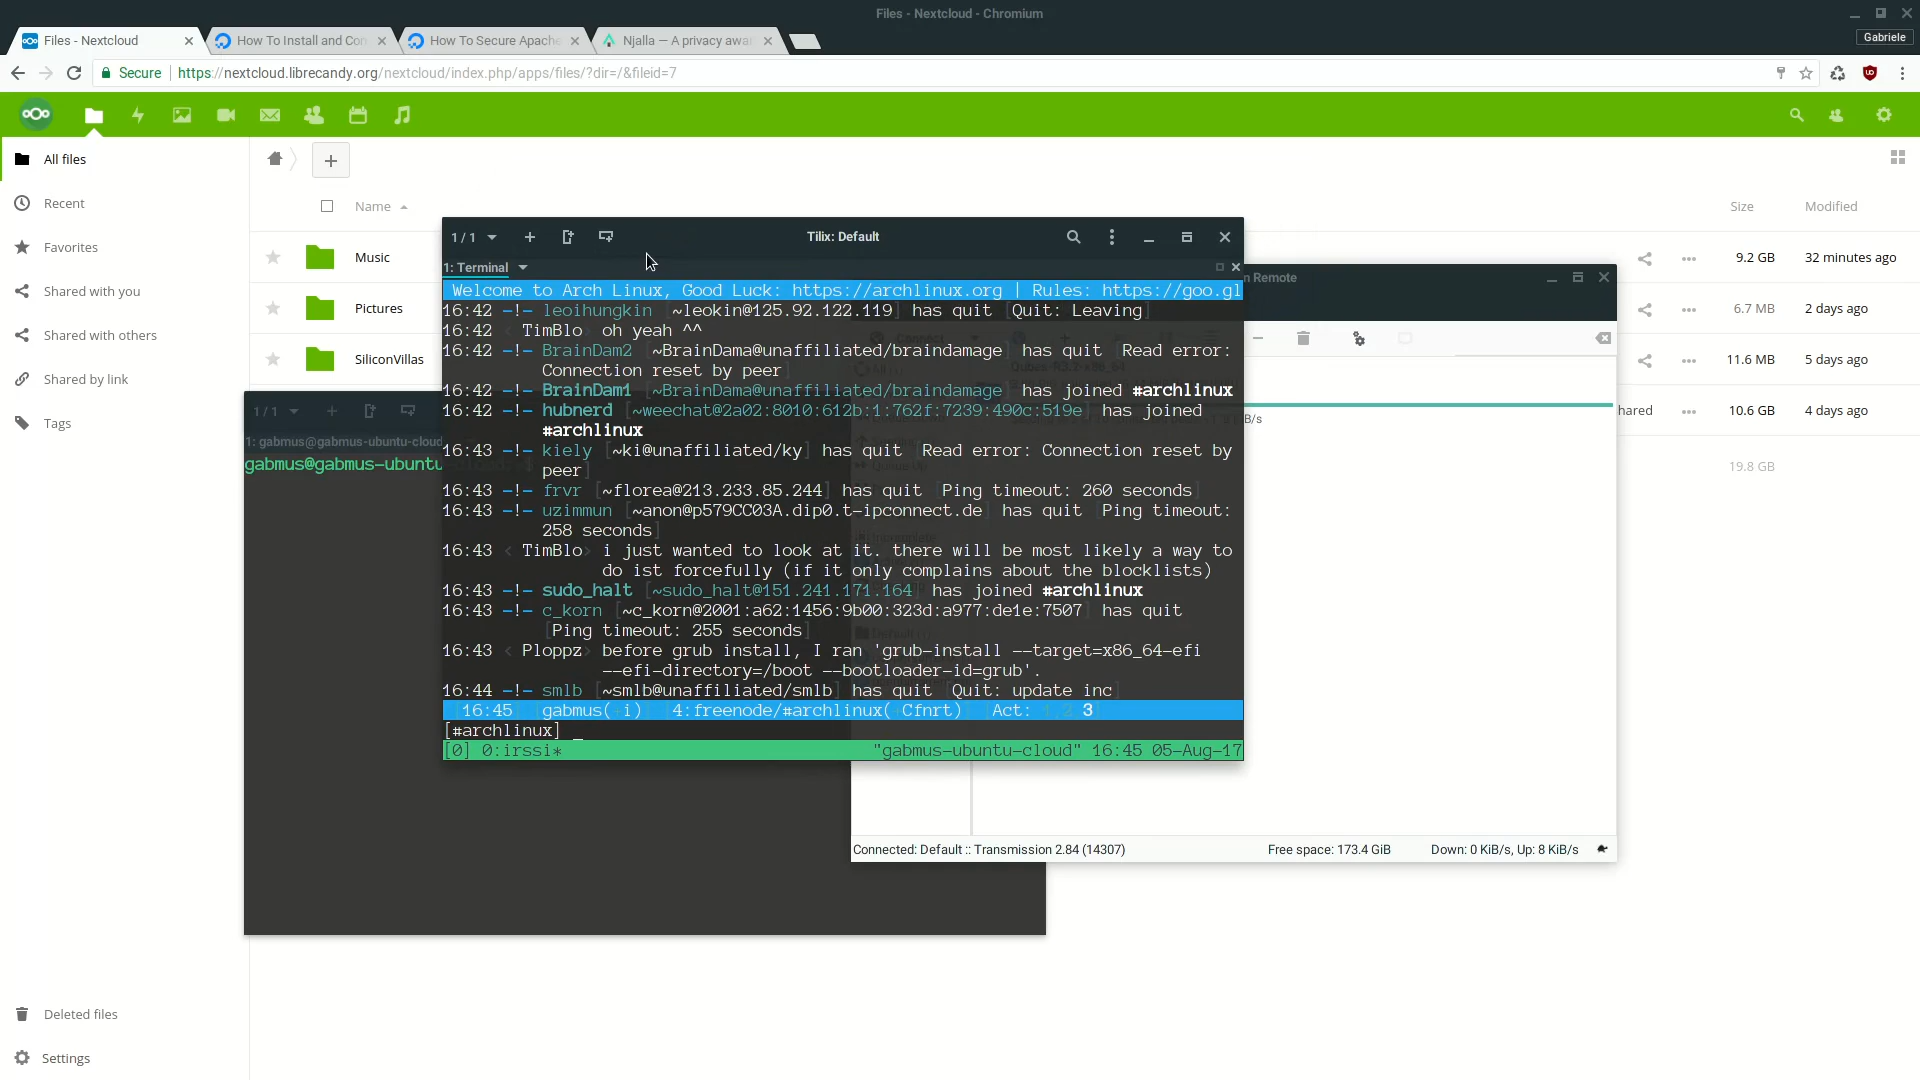 Files - Nextcloud - Chromium
Files - Nextcloud
How To Install and Con
How To Secure Apache
Njalla — A privacy awar
Gabriele
Secure
https://nextcloud.librecandy.org/nextcloud/index.php/apps/files/?dir=/&fileid=7
All files
Recent
Favorites
Shared with you
Shared with others
Shared by link
Tags
Deleted files
Settings
Name
Size
Modified
Music
9.2 GB
32 minutes ago
Pictures
6.7 MB
2 days ago
SiliconVillas
11.6 MB
5 days ago
hared
10.6 GB
4 days ago
19.8 GB
1 / 1
Tilix: Default
1: Terminal
Welcome to Arch Linux, Good Luck: https://archlinux.org | Rules: https://goo.gl
16:42 -!- leoihungkin [~leokin@125.92.122.119] has quit [Quit: Leaving]
16:42 < TimBlo> oh yeah ^^
16:42 -!- BrainDam2 [~BrainDama@unaffiliated/braindamage] has quit [Read error:
Connection reset by peer]
16:42 -!- BrainDam1 [~BrainDama@unaffiliated/braindamage] has joined #archlinux
16:42 -!- hubnerd [~weechat@2a02:8010:612b:1:762f:7239:490c:519e] has joined
#archlinux
16:43 -!- kiely [~ki@unaffiliated/ky] has quit [Read error: Connection reset by
peer]
16:43 -!- frvr [~florea@213.233.85.244] has quit [Ping timeout: 260 seconds]
16:43 -!- uzimmun [~anon@p579CC03A.dip0.t-ipconnect.de] has quit [Ping timeout:
258 seconds]
16:43 < TimBlo> i just wanted to look at it. there will be most likely a way to
do ist forcefully (if it only complains about the blocklists)
16:43 -!- sudo_halt [~sudo_halt@151.241.171.164] has joined #archlinux
16:43 -!- c_korn [~c_korn@2001:a62:1456:9b00:323d:a977:de1e:7507] has quit
[Ping timeout: 255 seconds]
16:43 < Ploppz> before grub install, I ran 'grub-install --target=x86_64-efi
--efi-directory=/boot --bootloader-id=grub'.
16:44 -!- smlb [~smlb@unaffiliated/smlb] has quit [Quit: update inc]
[16:45] [gabmus(+i)] [4:freenode/#archlinux(+Cfnrt)] [Act: 1,2,3]
[#archlinux] _
[0] 0:irssi* "gabmus-ubuntu-cloud" 16:45 05-Aug-17
1 / 1
1: gabmus@gabmus-ubuntu-cloud
gabmus@gabmus-ubuntu
n Remote
B/s
Connected: Default :: Transmission 2.84 (14307)
Free space: 173.4 GiB
Down: 0 KiB/s, Up: 8 KiB/s